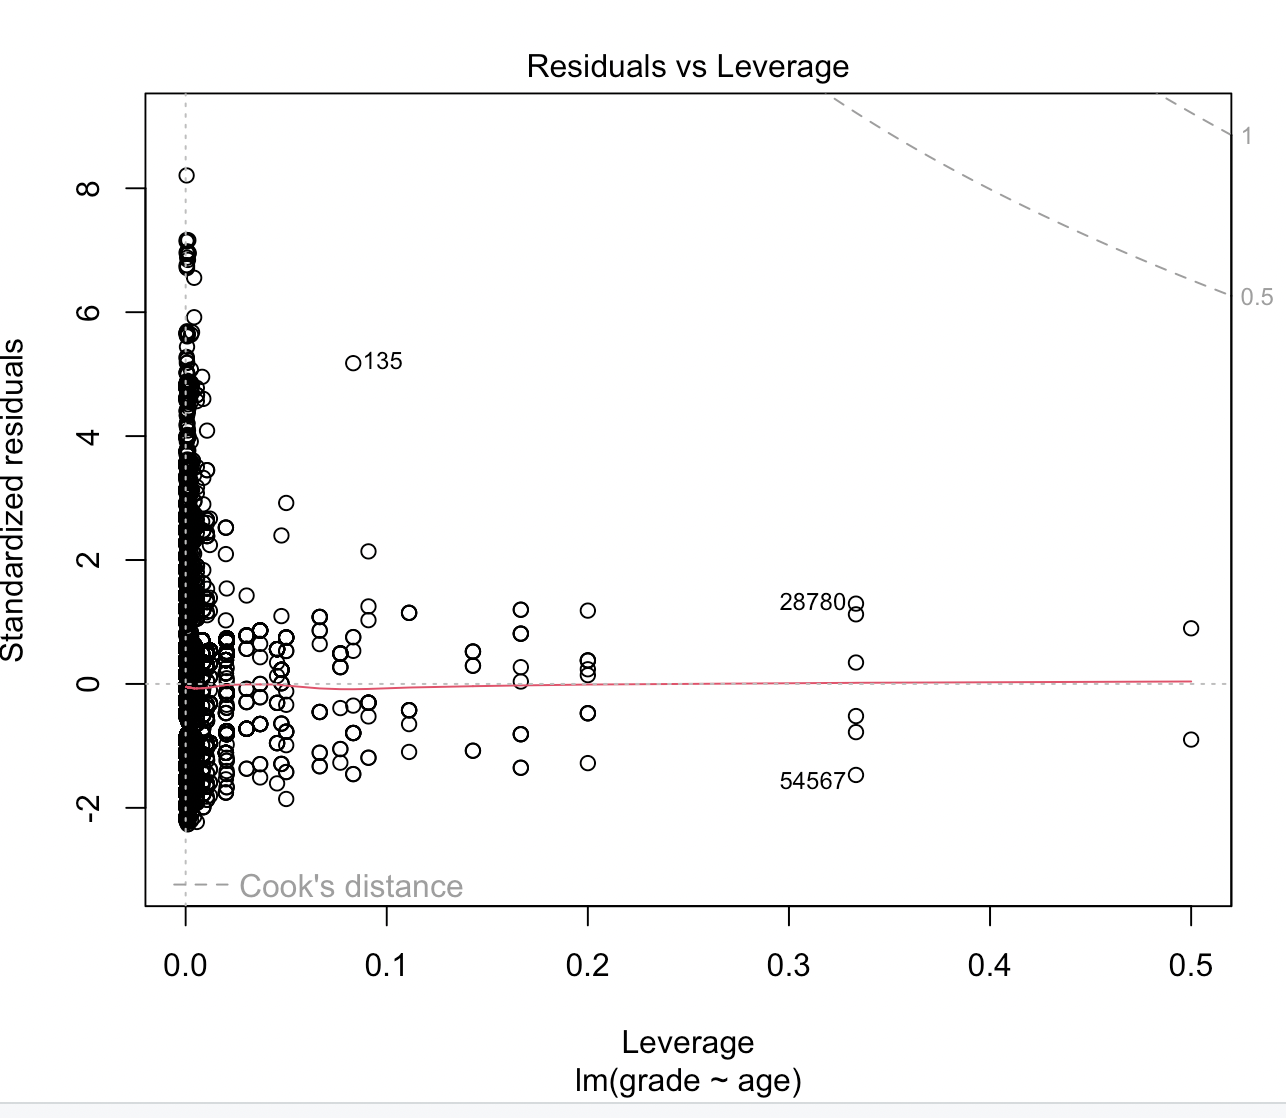 Residuals vs Leverage
Standardized residuals
8
6
4
2
0
-2
1
0.5
135
28780
54567
Cook's distance
0.0 0.1 0.2 0.3 0.4 0.5
Leverage
lm(grade ~ age)